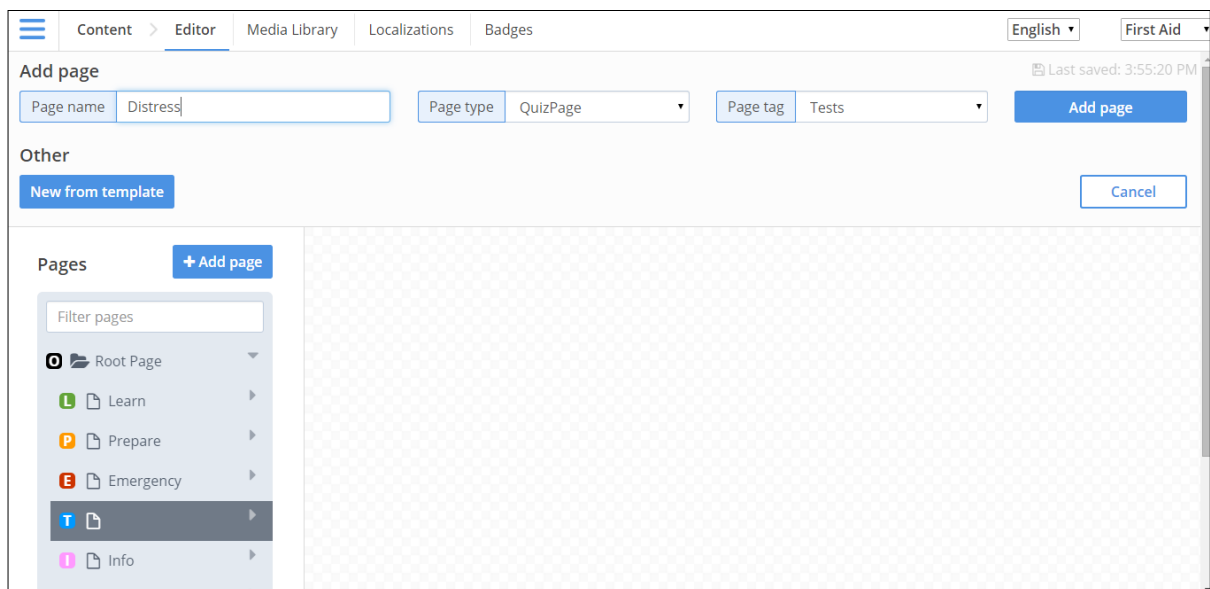 Content Editor Media Library Localizations Badges English First Aid
Add page Last saved: 3:55:20 PM
Page name Distress Page type QuizPage Page tag Tests Add page
Other
New from template Cancel
Pages + Add page
Filter pages
O Root Page
L Learn
P Prepare
E Emergency
T
I Info